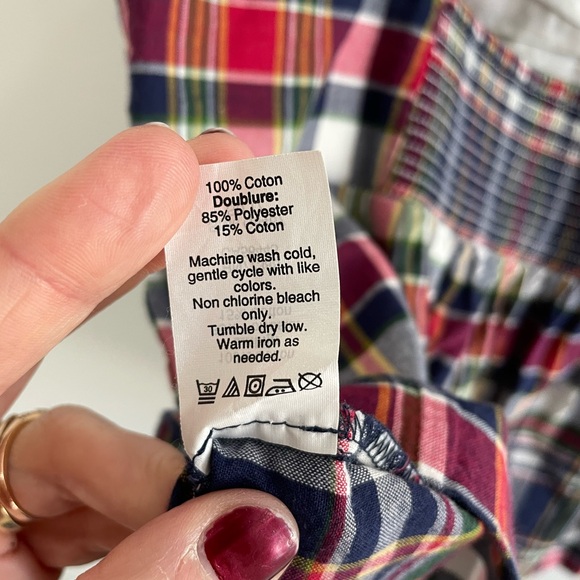 100% Coton
Doublure:
85% Polyester
15% Coton
Machine wash cold,
gentle cycle with like
colors.
Non chlorine bleach
only.
Tumble dry low.
Warm iron as
needed.
30